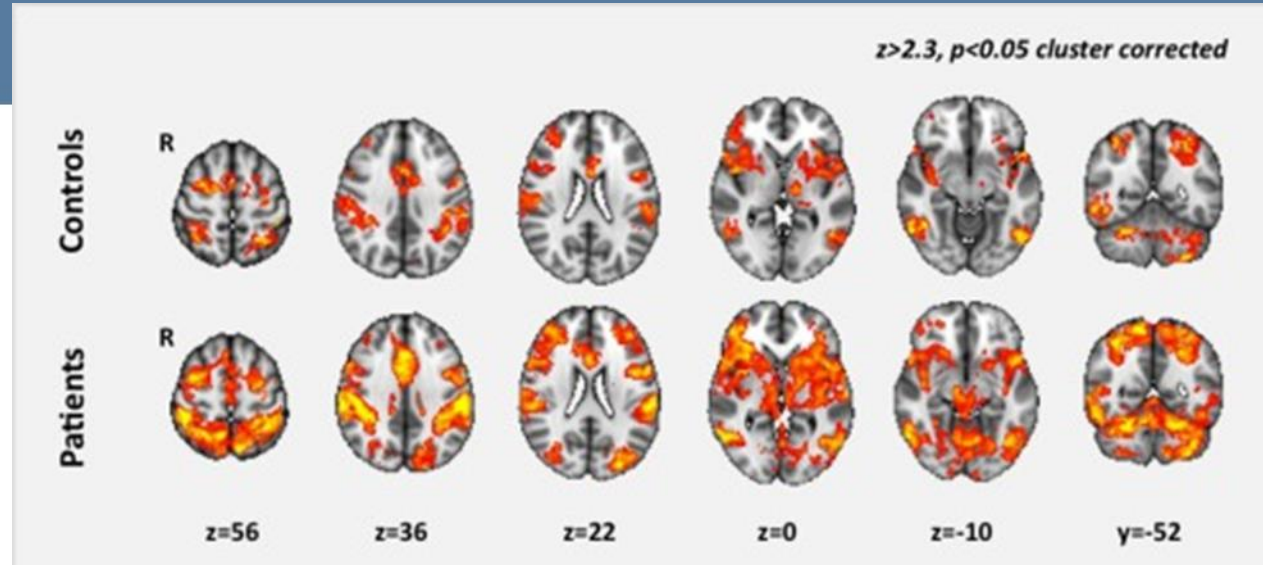 z>2.3, p<0.05 cluster corrected
Controls
R
Patients
R
z=56 z=36 z=22 z=0 z=-10 y=-52